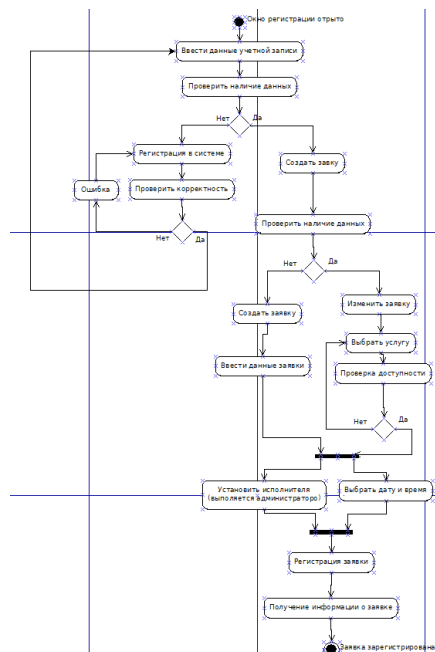 Окно регистрации отрыто
Ввести данные учетной записи
Проверить наличие данных
Нет
Да
Регистрация в системе
Создать завку
Ошибка
Проверить корректность
Проверить наличие данных
Нет
Да
Нет
Да
Создать заявку
Изменить заявку
Выбрать услугу
Ввести данные заявки
Проверка доступности
Нет
Да
Установить исполнителя
(выполяется администраторо)
Выбрать дату и время
Регистрация заявки
Получение информации о заявке
Заявка зарегистрирована